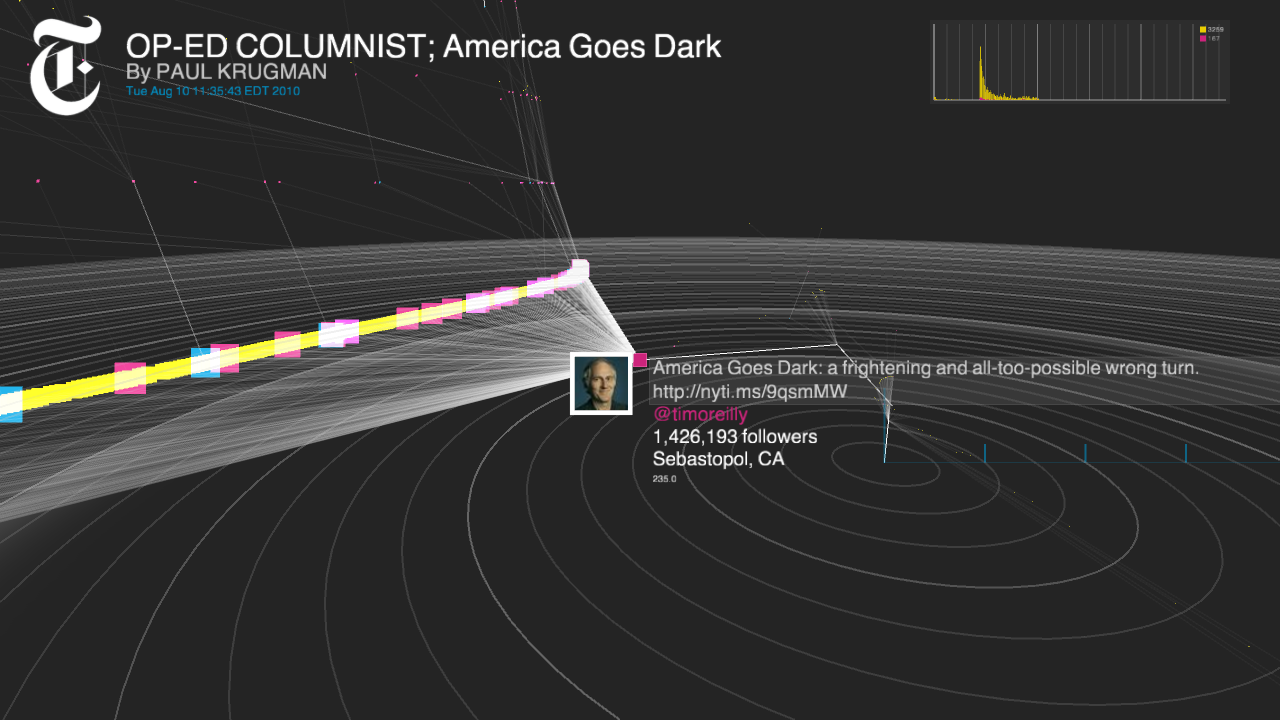 OP-ED COLUMNIST; America Goes Dark
By PAUL KRUGMAN
Tue Aug 10 11:35:43 EDT 2010
3259
167
America Goes Dark: a frightening and all-too-possible wrong turn.
http://nyti.ms/9qsmMW
@timoreilly
1,426,193 followers
Sebastopol, CA
235.0